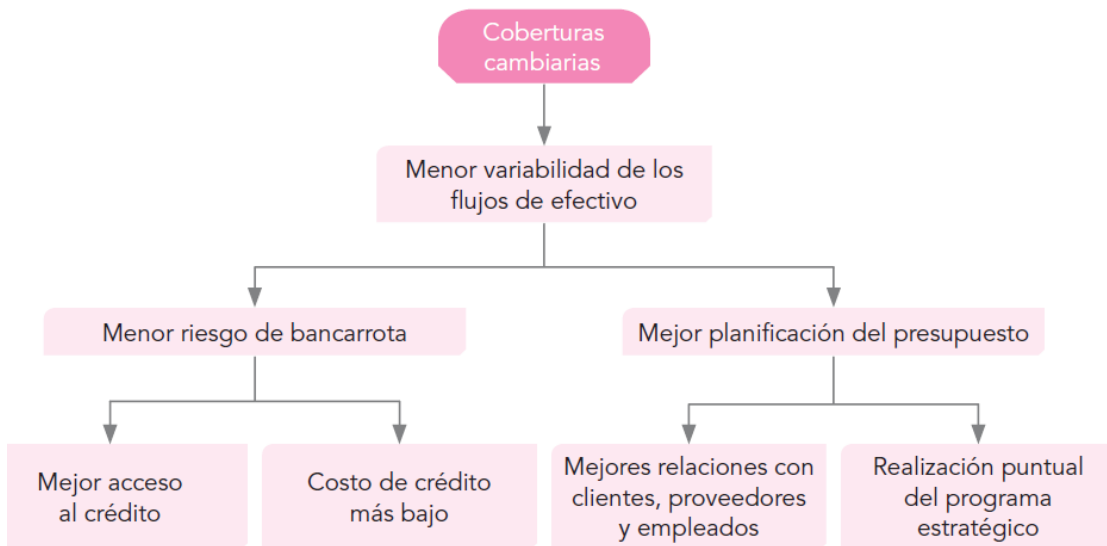 Coberturas
cambiarias
Menor variabilidad de los
flujos de efectivo
Menor riesgo de bancarrota
Mejor planificación del presupuesto
Mejor acceso
al crédito
Costo de crédito
más bajo
Mejores relaciones con
clientes, proveedores
y empleados
Realización puntual
del programa
estratégico